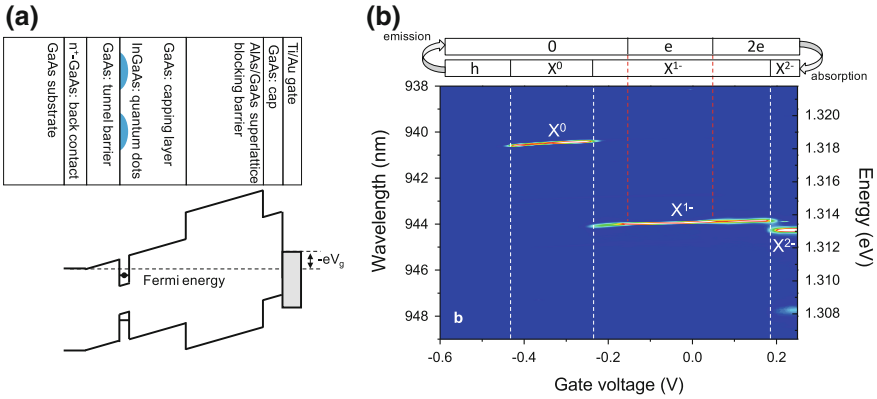 (a)
GaAs substrate
n⁺-GaAs: back contact
GaAs: tunnel barrier
InGaAs: quantum dots
GaAs: capping layer
AlAs/GaAs superlattice
blocking barrier
GaAs: cap
Ti/Au gate
Fermi energy
-eVg
(b)
emission
0 e 2e
h X⁰ X¹⁻ X²⁻
absorption
938
940
942
944
946
948
Wavelength (nm)
X⁰
X¹⁻
X²⁻
b
1.320
1.318
1.316
1.314
1.312
1.310
1.308
Energy (eV)
-0.6 -0.4 -0.2 0.0 0.2
Gate voltage (V)